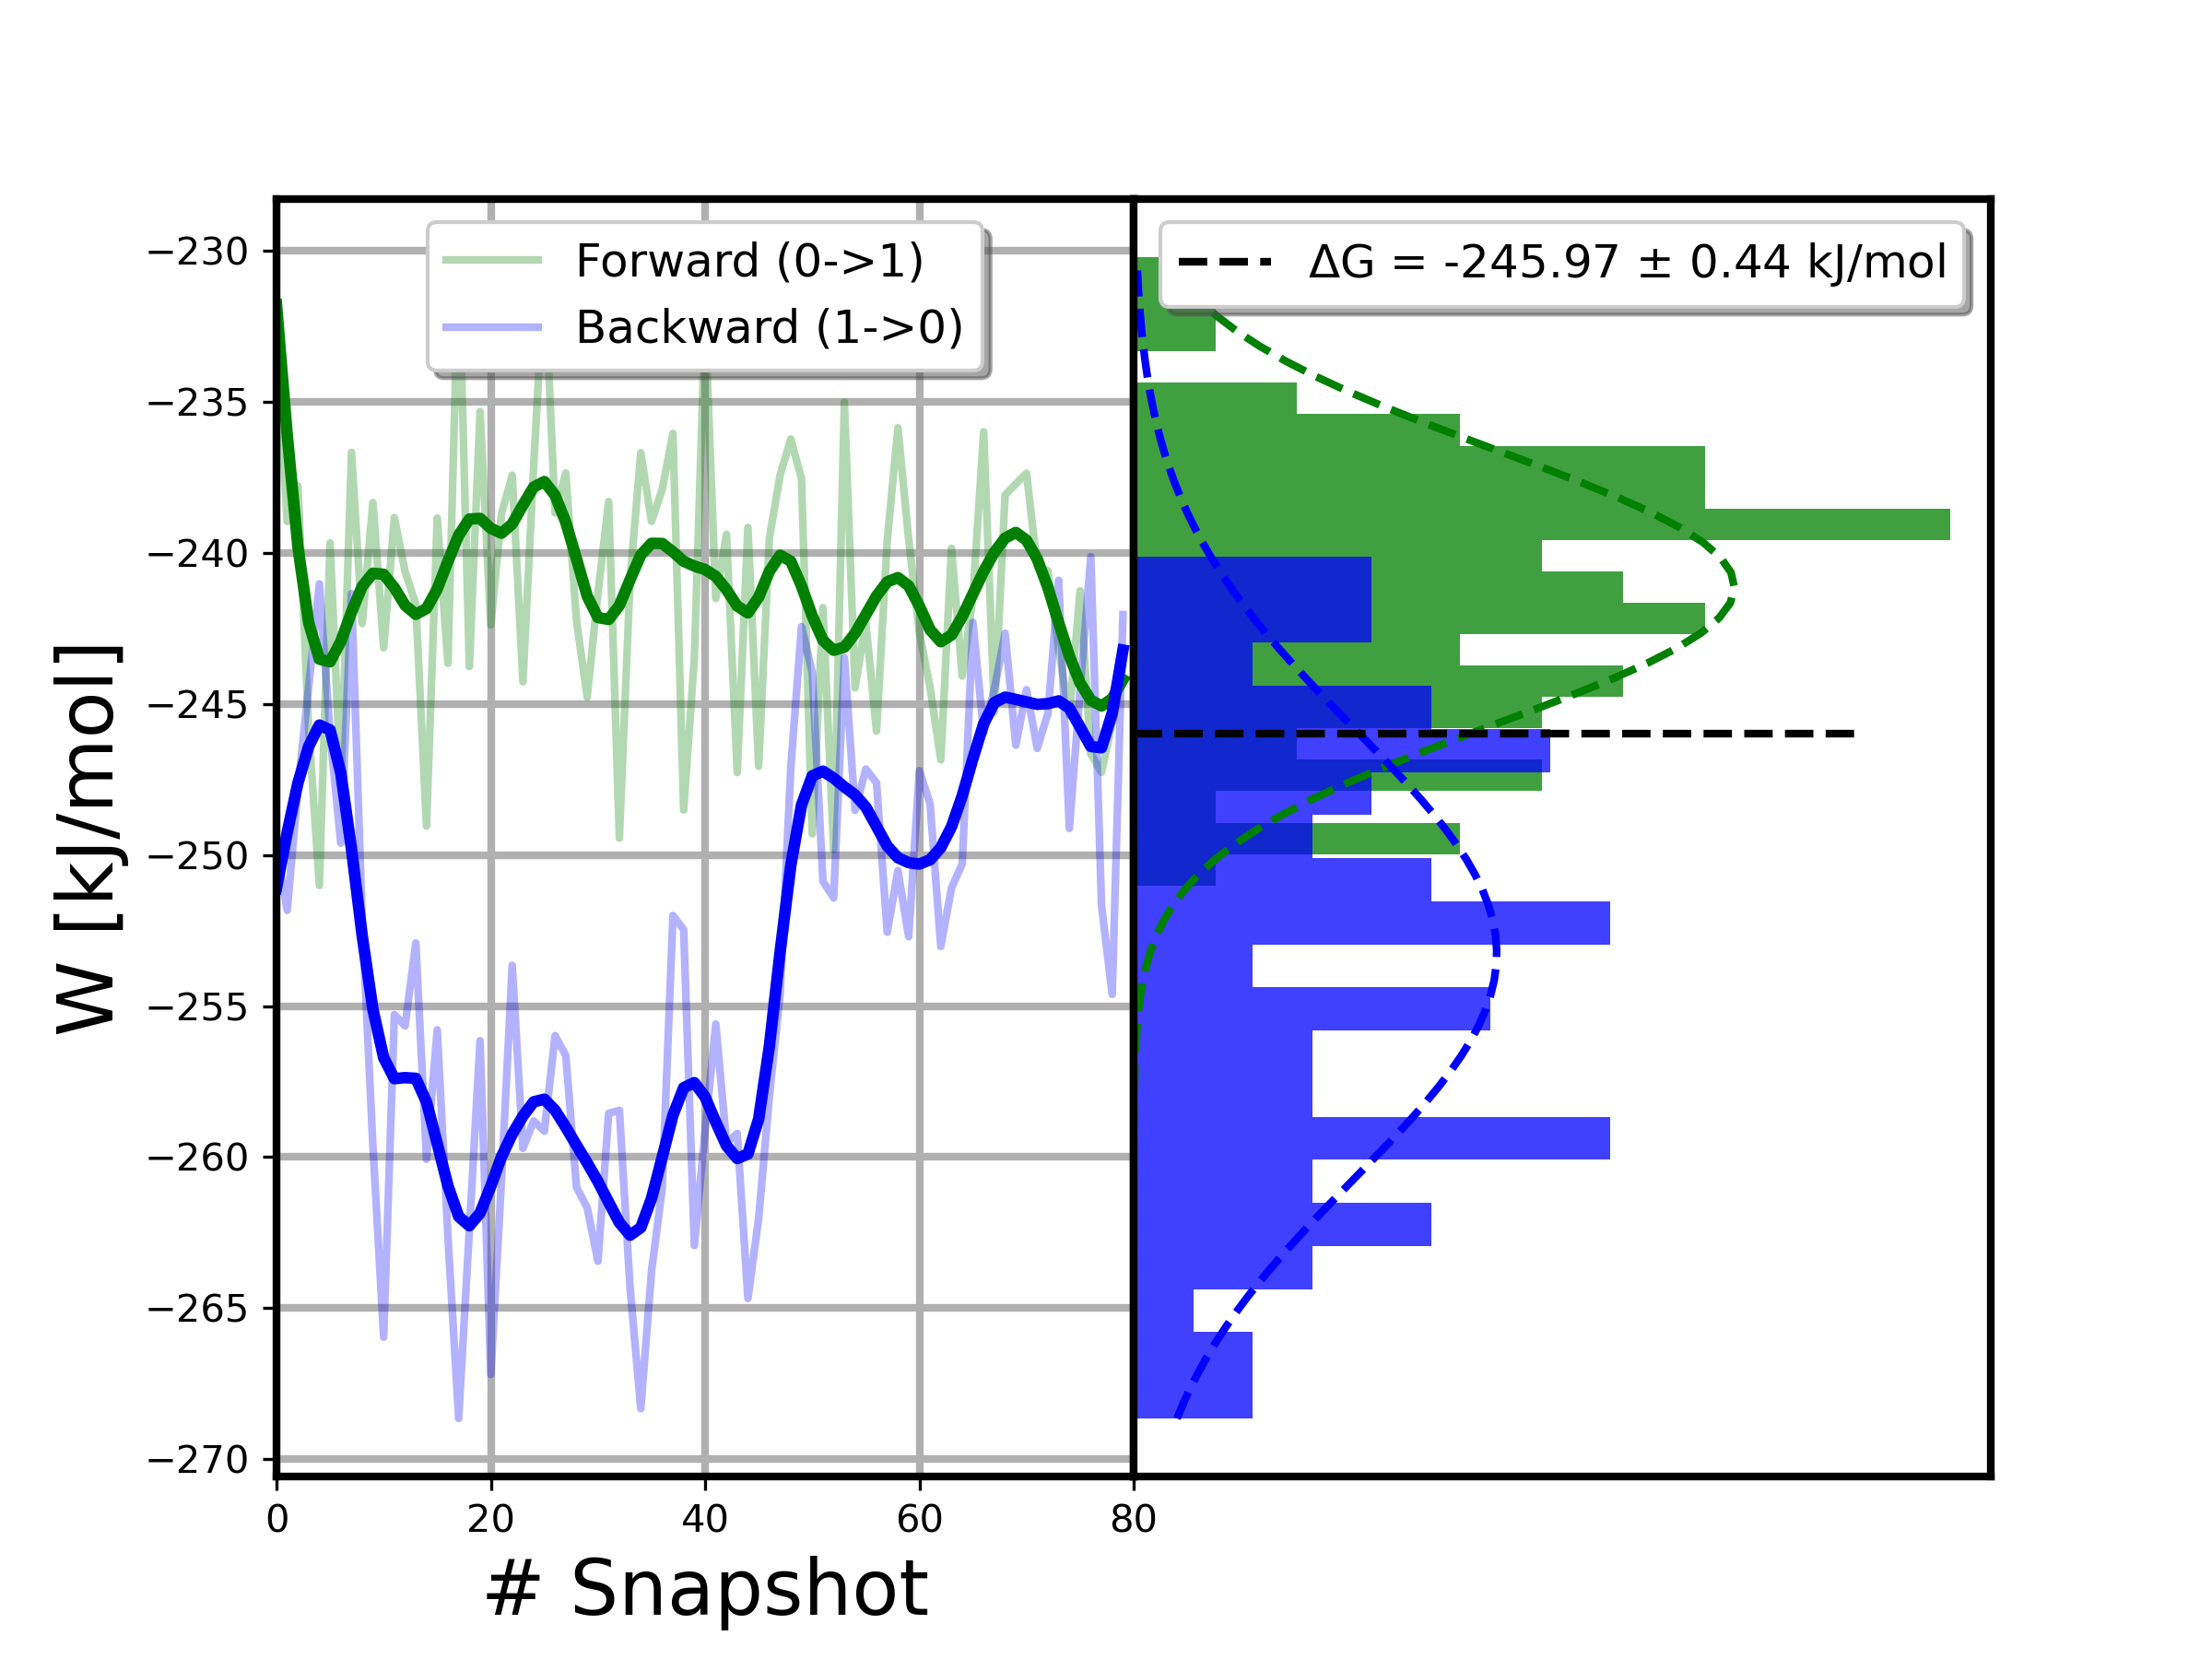 Forward (0->1)
Backward (1->0)
ΔG = -245.97 ± 0.44 kJ/mol
W [kJ/mol]
−230
−235
−240
−245
−250
−255
−260
−265
−270
0 20 40 60 80
# Snapshot